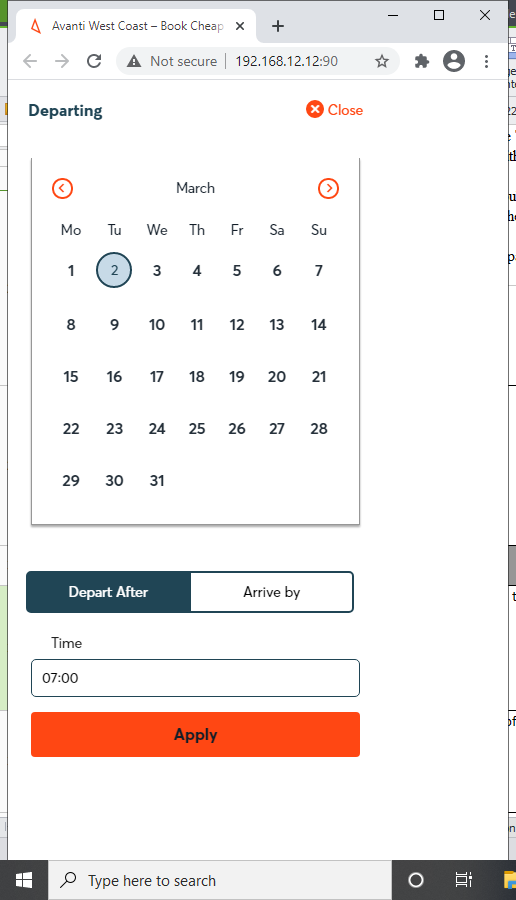 Avanti West Coast – Book Cheap
Not secure | 192.168.12.12:90
Departing
Close
March
Mo Tu We Th Fr Sa Su
1 2 3 4 5 6 7
8 9 10 11 12 13 14
15 16 17 18 19 20 21
22 23 24 25 26 27 28
29 30 31
Depart After Arrive by
Time
07:00
Apply
Type here to search